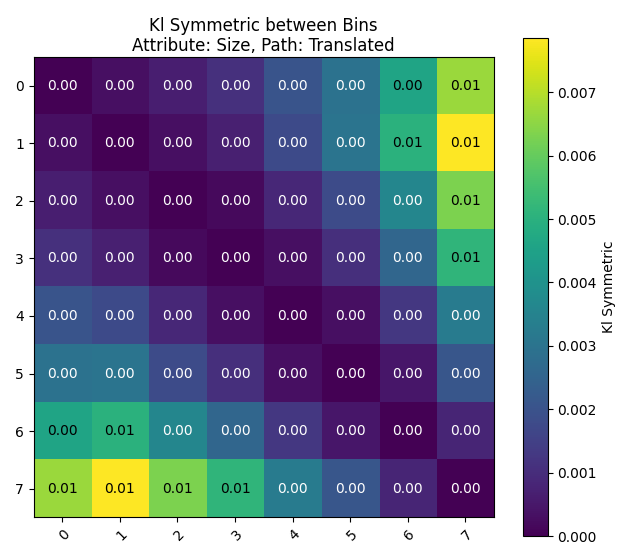 Kl Symmetric between Bins
Attribute: Size, Path: Translated
0 0.00 0.00 0.00 0.00 0.00 0.00 0.00 0.01
1 0.00 0.00 0.00 0.00 0.00 0.00 0.01 0.01
2 0.00 0.00 0.00 0.00 0.00 0.00 0.00 0.01
3 0.00 0.00 0.00 0.00 0.00 0.00 0.00 0.01
4 0.00 0.00 0.00 0.00 0.00 0.00 0.00 0.00
5 0.00 0.00 0.00 0.00 0.00 0.00 0.00 0.00
6 0.00 0.01 0.00 0.00 0.00 0.00 0.00 0.00
7 0.01 0.01 0.01 0.01 0.00 0.00 0.00 0.00
0 1 2 3 4 5 6 7
0.007
0.006
0.005
0.004
0.003
0.002
0.001
0.000
Kl Symmetric